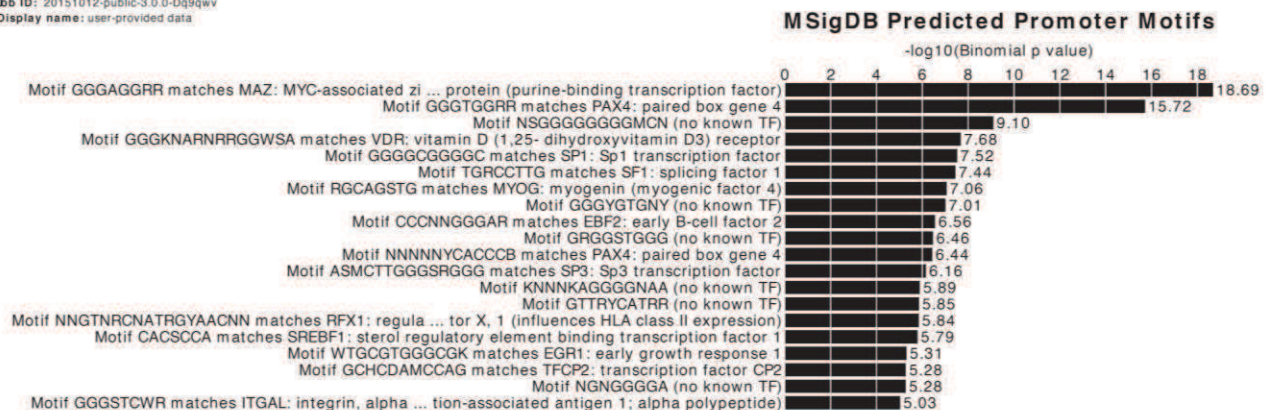 Job ID: 20151012-public-3.0.0-Dq9qwv
Display name: user-provided data
MSigDB Predicted Promoter Motifs
-log10(Binomial p value)
0 2 4 6 8 10 12 14 16 18
Motif GGGAGGRR matches MAZ: MYC-associated zi ... protein (purine-binding transcription factor) 18.69
Motif GGGTGGRR matches PAX4: paired box gene 4 15.72
Motif NSGGGGGGGGMCN (no known TF) 9.10
Motif GGGKNARNRRGGWSA matches VDR: vitamin D (1,25- dihydroxyvitamin D3) receptor 7.68
Motif GGGGCGGGGC matches SP1: Sp1 transcription factor 7.52
Motif TGRCCTTG matches SF1: splicing factor 1 7.44
Motif RGCAGSTG matches MYOG: myogenin (myogenic factor 4) 7.06
Motif GGGYGTGNY (no known TF) 7.01
Motif CCCNNGGGAR matches EBF2: early B-cell factor 2 6.56
Motif GRGGSTGGG (no known TF) 6.46
Motif NNNNNYCACCCB matches PAX4: paired box gene 4 6.44
Motif ASMCTTGGGSRGGG matches SP3: Sp3 transcription factor 6.16
Motif KNNNKAGGGGNAA (no known TF) 5.89
Motif GTTRYCATRR (no known TF) 5.85
Motif NNGTNRCNATRGYAACNN matches RFX1: regula ... tor X, 1 (influences HLA class II expression) 5.84
Motif CACSCCA matches SREBF1: sterol regulatory element binding transcription factor 1 5.79
Motif WTGCGTGGGCGK matches EGR1: early growth response 1 5.31
Motif GCHCDAMCCAG matches TFCP2: transcription factor CP2 5.28
Motif NGNGGGGA (no known TF) 5.28
Motif GGGSTCWR matches ITGAL: integrin, alpha ... tion-associated antigen 1; alpha polypeptide) 5.03